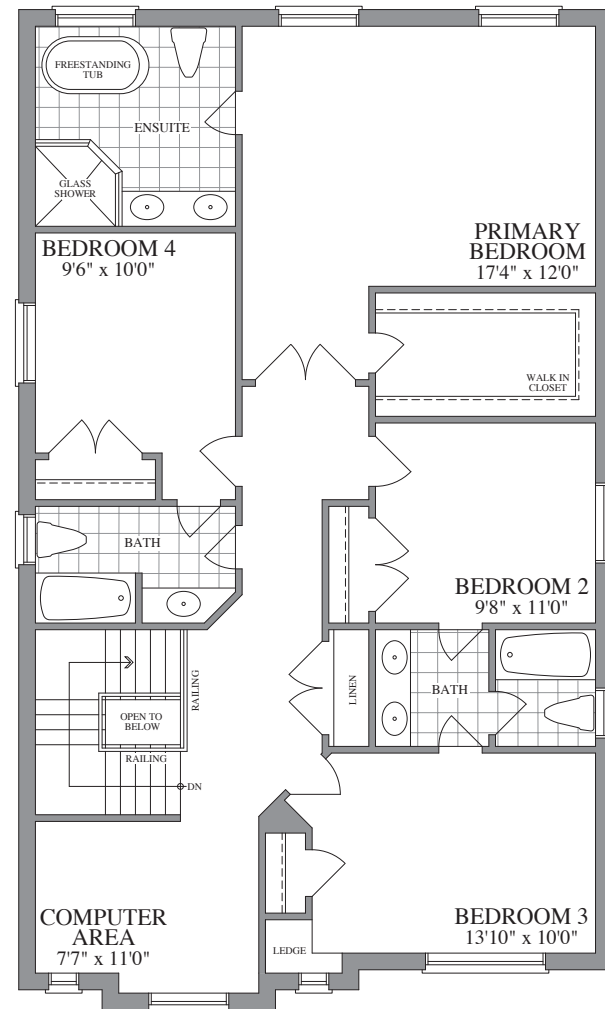 FREESTANDING
TUB
ENSUITE
GLASS
SHOWER
PRIMARY
BEDROOM
17'4" x 12'0"
BEDROOM 4
9'6" x 10'0"
WALK IN
CLOSET
BATH
BEDROOM 2
9'8" x 11'0"
RAILING
LINEN
BATH
OPEN TO
BELOW
RAILING
DN
COMPUTER
AREA
7'7" x 11'0"
BEDROOM 3
13'10" x 10'0"
LEDGE